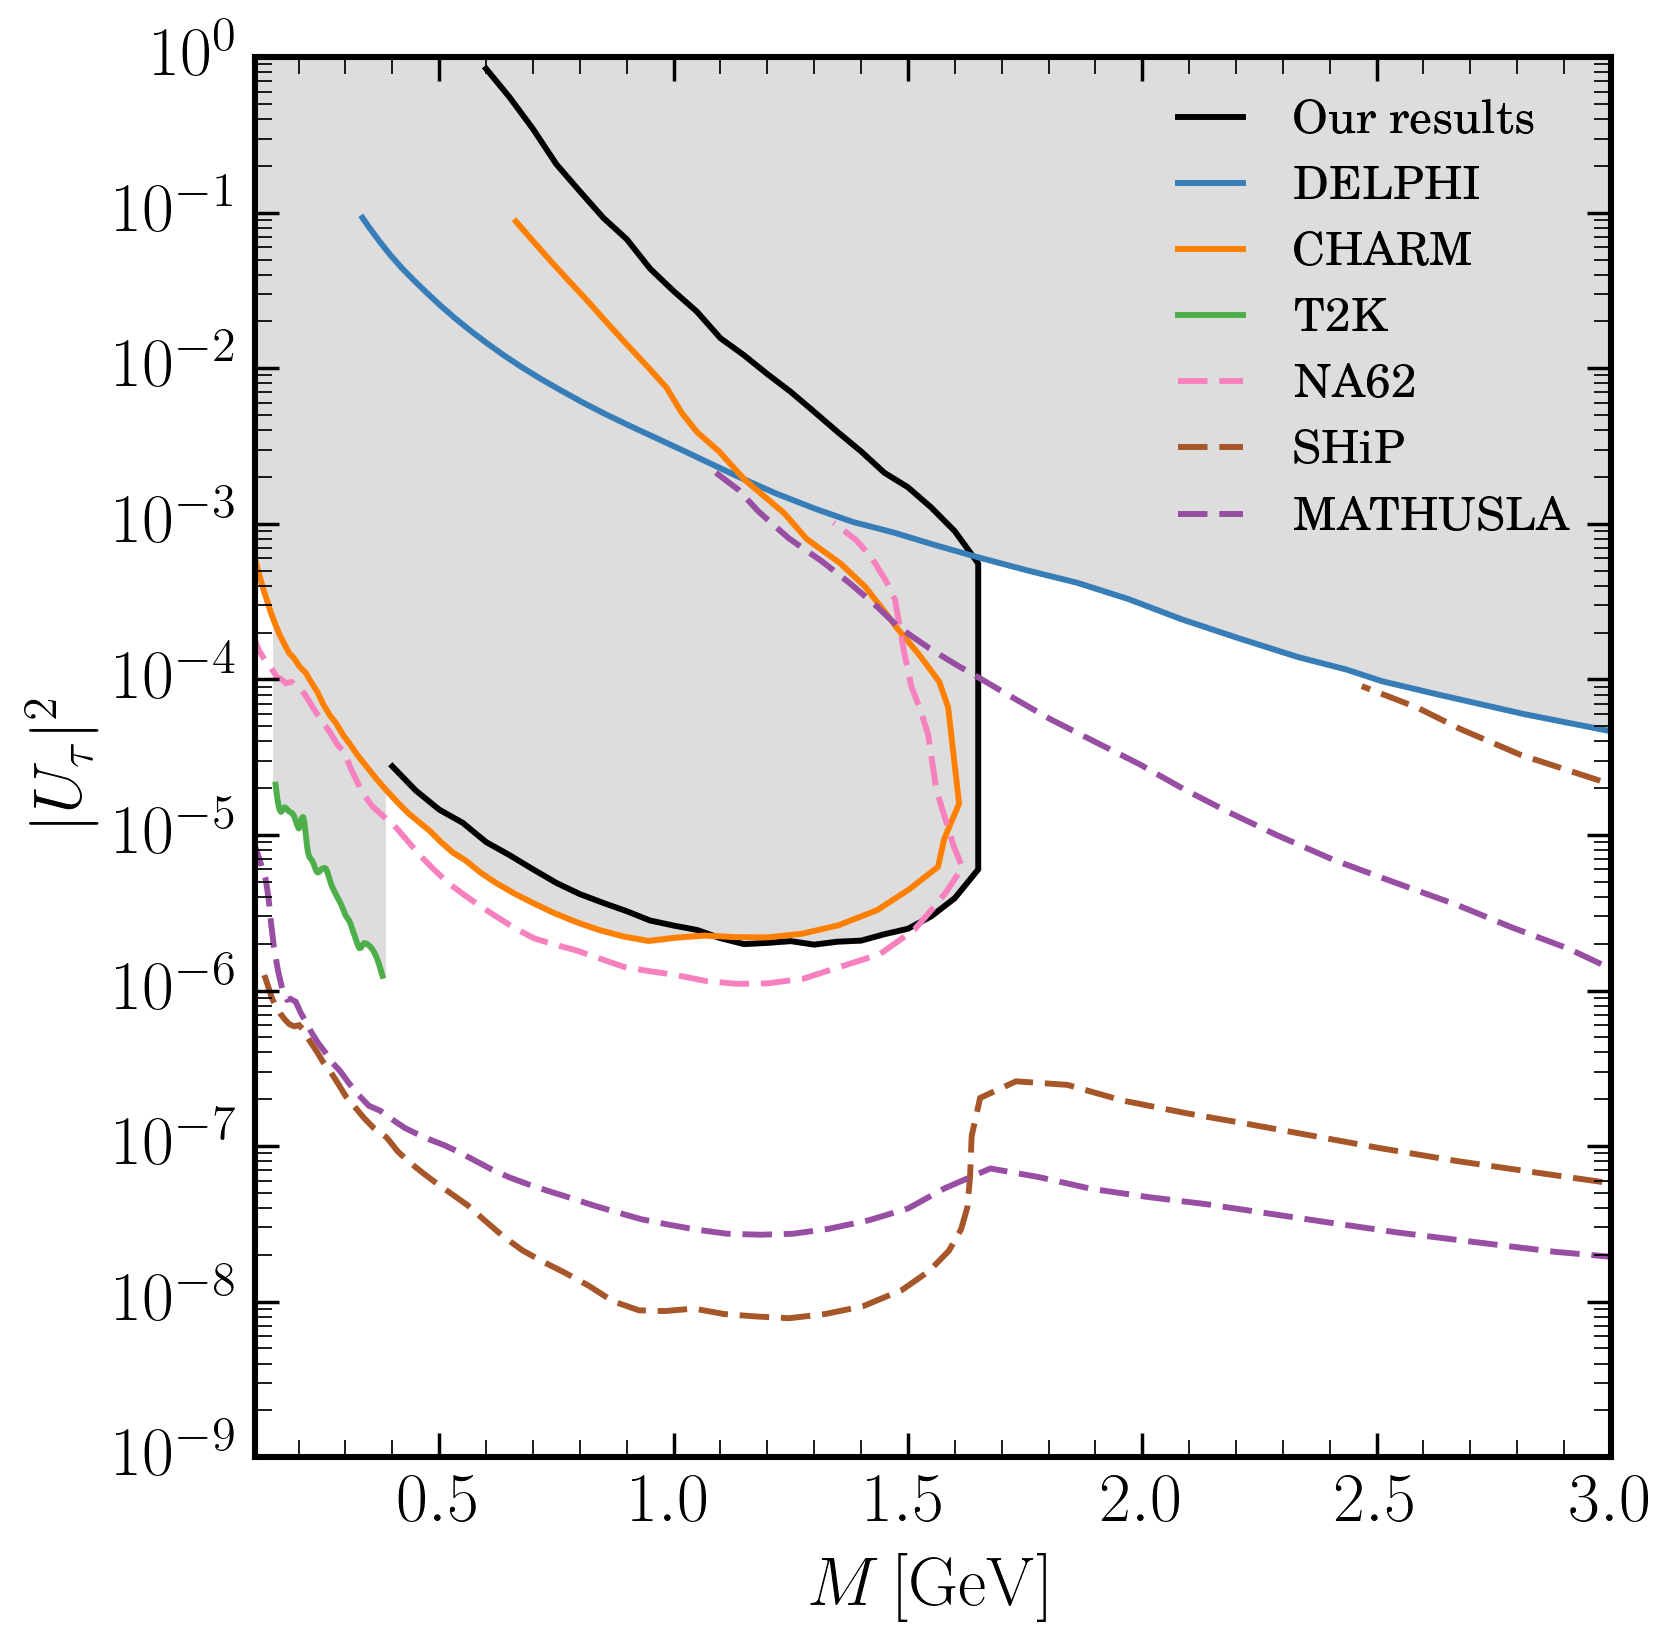 10⁰
10⁻¹
10⁻²
10⁻³
10⁻⁴
10⁻⁵
10⁻⁶
10⁻⁷
10⁻⁸
10⁻⁹
|U_τ|²
Our results
DELPHI
CHARM
T2K
NA62
SHiP
MATHUSLA
0.5 1.0 1.5 2.0 2.5 3.0
M [GeV]